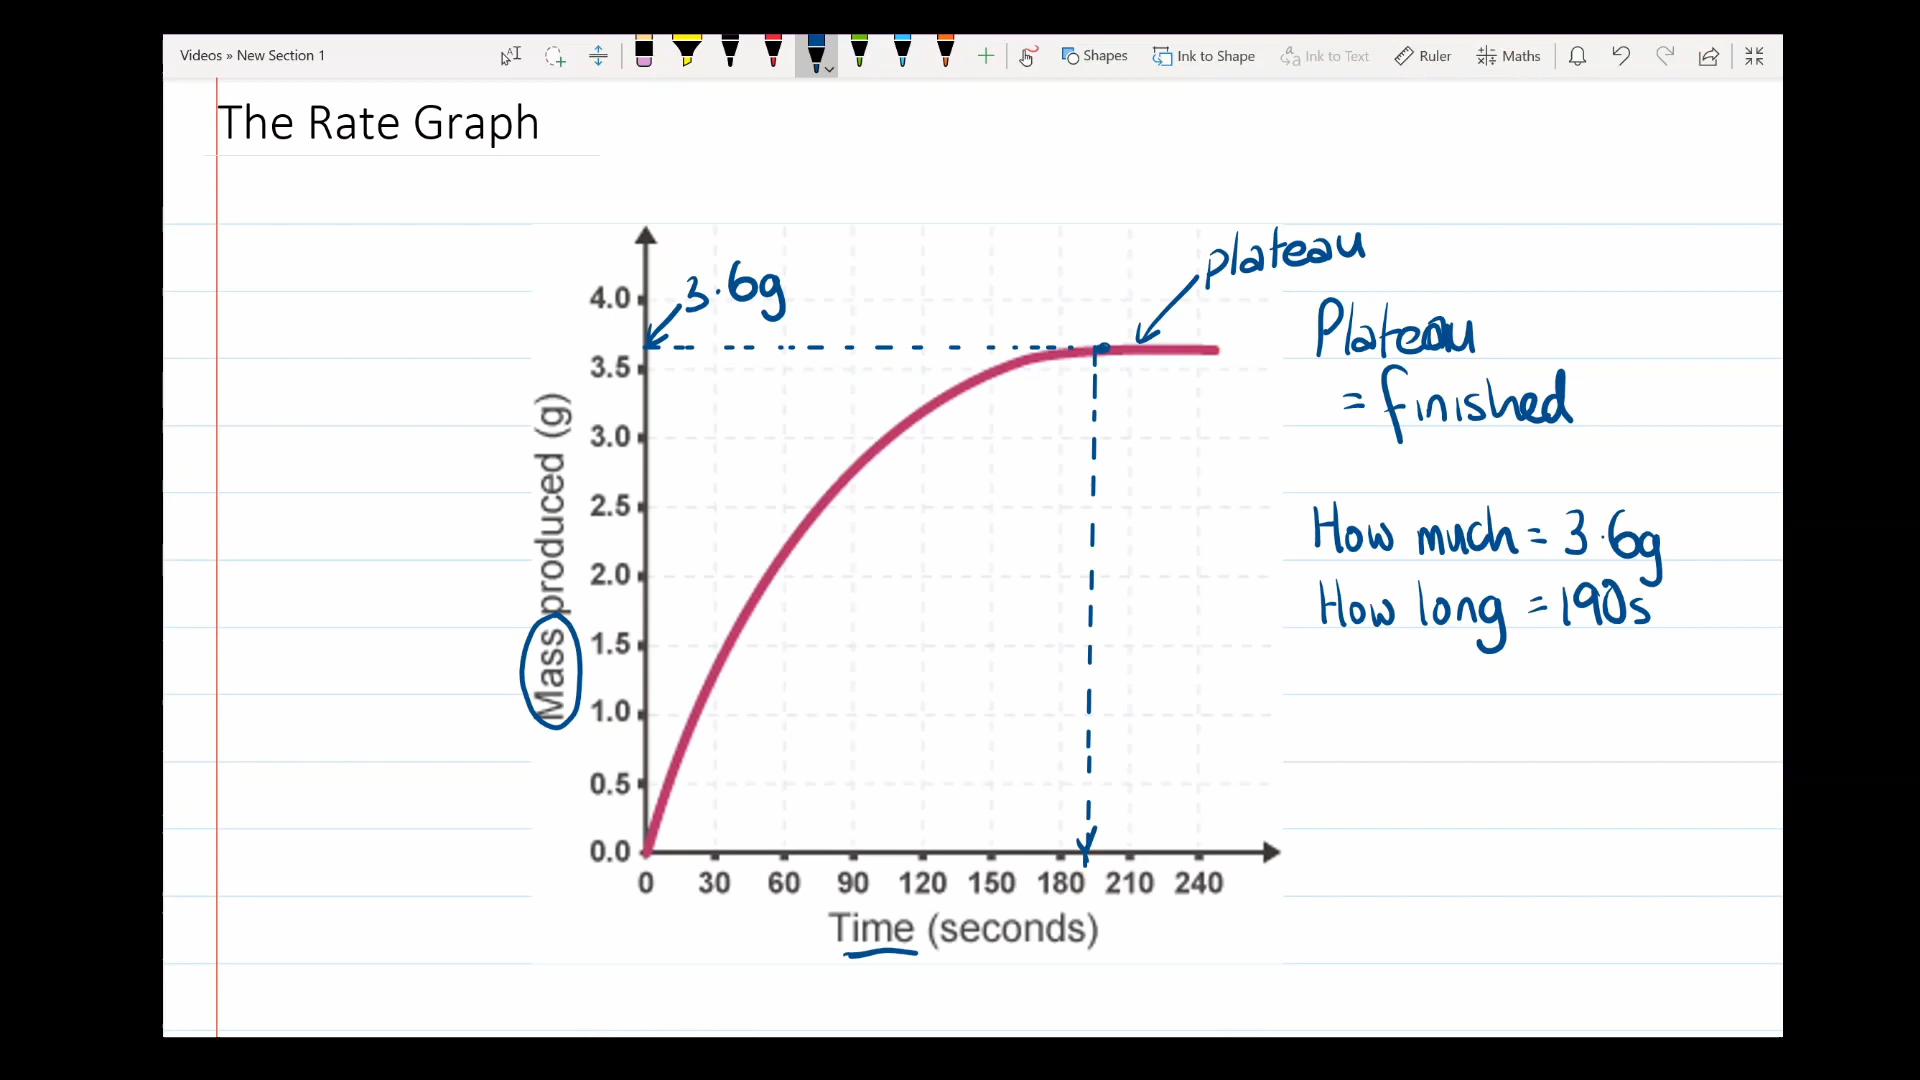 Videos » New Section 1
Shapes
Ink to Shape
Ink to Text
Ruler
Maths
The Rate Graph
plateau
3.6g
Plateau
= finished
How much = 3.6g
How long = 190s
Mass produced (g)
4.0
3.5
3.0
2.5
2.0
1.5
1.0
0.5
0.0
0 30 60 90 120 150 180 210 240
Time (seconds)